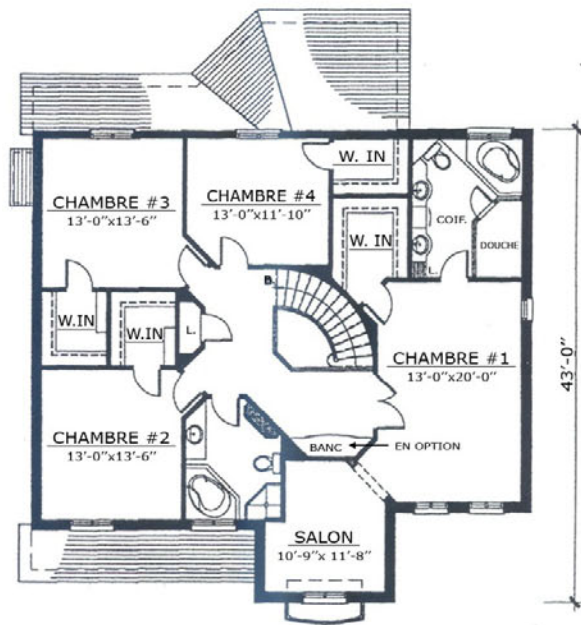 W. IN
CHAMBRE #3
13'-0"x13'-6"
CHAMBRE #4
13'-0"x11'-10"
W. IN
COIF.
DOUCHE
L.
B.
W.IN
W.IN
L.
CHAMBRE #1
13'-0"x20'-0"
43'-0"
CHAMBRE #2
13'-0"x13'-6"
BANC
EN OPTION
SALON
10'-9"x 11'-8"